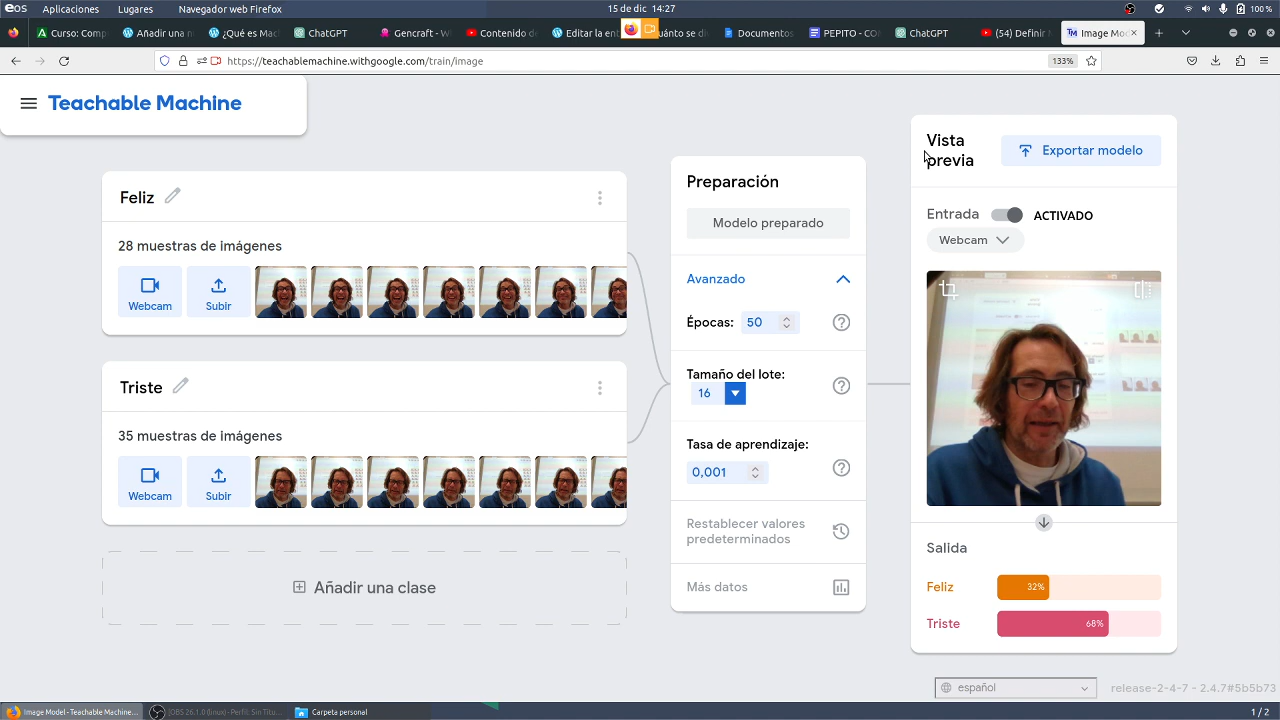 eos Aplicaciones Lugares Navegador web Firefox 15 de dic 14:27 100 %
Curso: Com Añadir una n ¿Qué es Mac ChatGPT Gencraft - W Contenido de Editar la ent uánto se di Documentos PEPITO - CO ChatGPT (54) Definir Image Mod
https://teachablemachine.withgoogle.com/train/image 133%
Teachable Machine
Feliz
28 muestras de imágenes
Webcam
Subir
Triste
35 muestras de imágenes
Webcam
Subir
Añadir una clase
Preparación
Modelo preparado
Avanzado
Épocas: 50
Tamaño del lote:
16
Tasa de aprendizaje:
0,001
Restablecer valores
predeterminados
Más datos
Vista
previa
Exportar modelo
Entrada ACTIVADO
Webcam
Salida
Feliz 32%
Triste 68%
español
release-2-4-7 - 2.4.7#5b5b73
Image Model - Teachable Machine... [OBS 26.1.0 (linux) - Perfil: Sin Títu... Carpeta personal 1 / 2